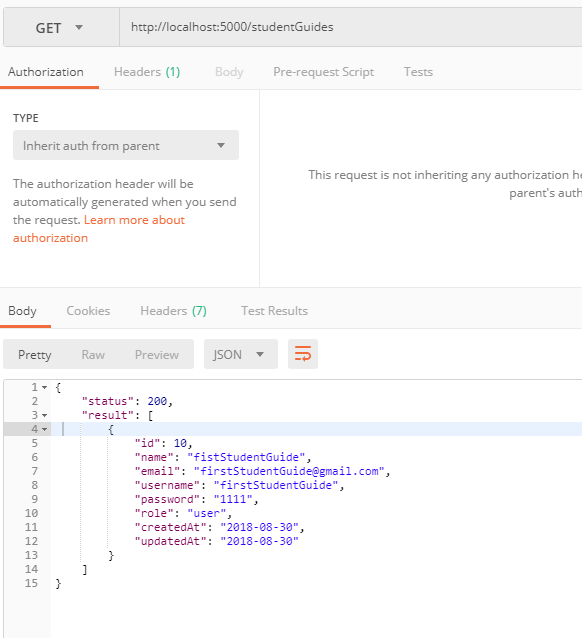 GET http://localhost:5000/studentGuides
Authorization Headers (1) Body Pre-request Script Tests
TYPE
Inherit auth from parent
The authorization header will be
automatically generated when you send
the request. Learn more about
authorization
This request is not inheriting any authorization he
parent's auth
Body Cookies Headers (7) Test Results
Pretty Raw Preview JSON
1 {
2 "status": 200,
3 "result": [
4 {
5 "id": 10,
6 "name": "fistStudentGuide",
7 "email": "firstStudentGuide@gmail.com",
8 "username": "firstStudentGuide",
9 "password": "1111",
10 "role": "user",
11 "createdAt": "2018-08-30",
12 "updatedAt": "2018-08-30"
13 }
14 ]
15 }